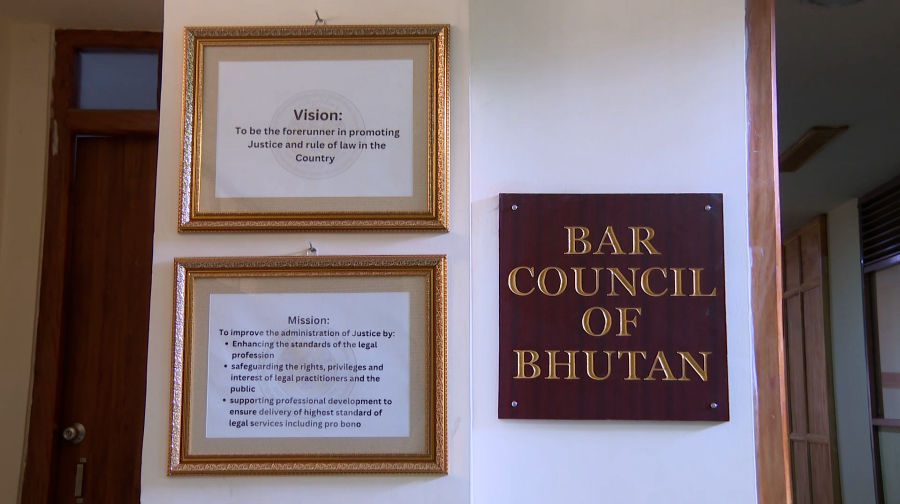 Vision:
To be the forerunner in promoting
Justice and rule of law in the
Country
Mission:
To improve the administration of Justice by:
• Enhancing the standards of the legal
profession
• safeguarding the rights, privileges and
interest of legal practitioners and the
public
• supporting professional development to
ensure delivery of highest standard of
legal services including pro bono
BAR
COUNCIL
OF
BHUTAN